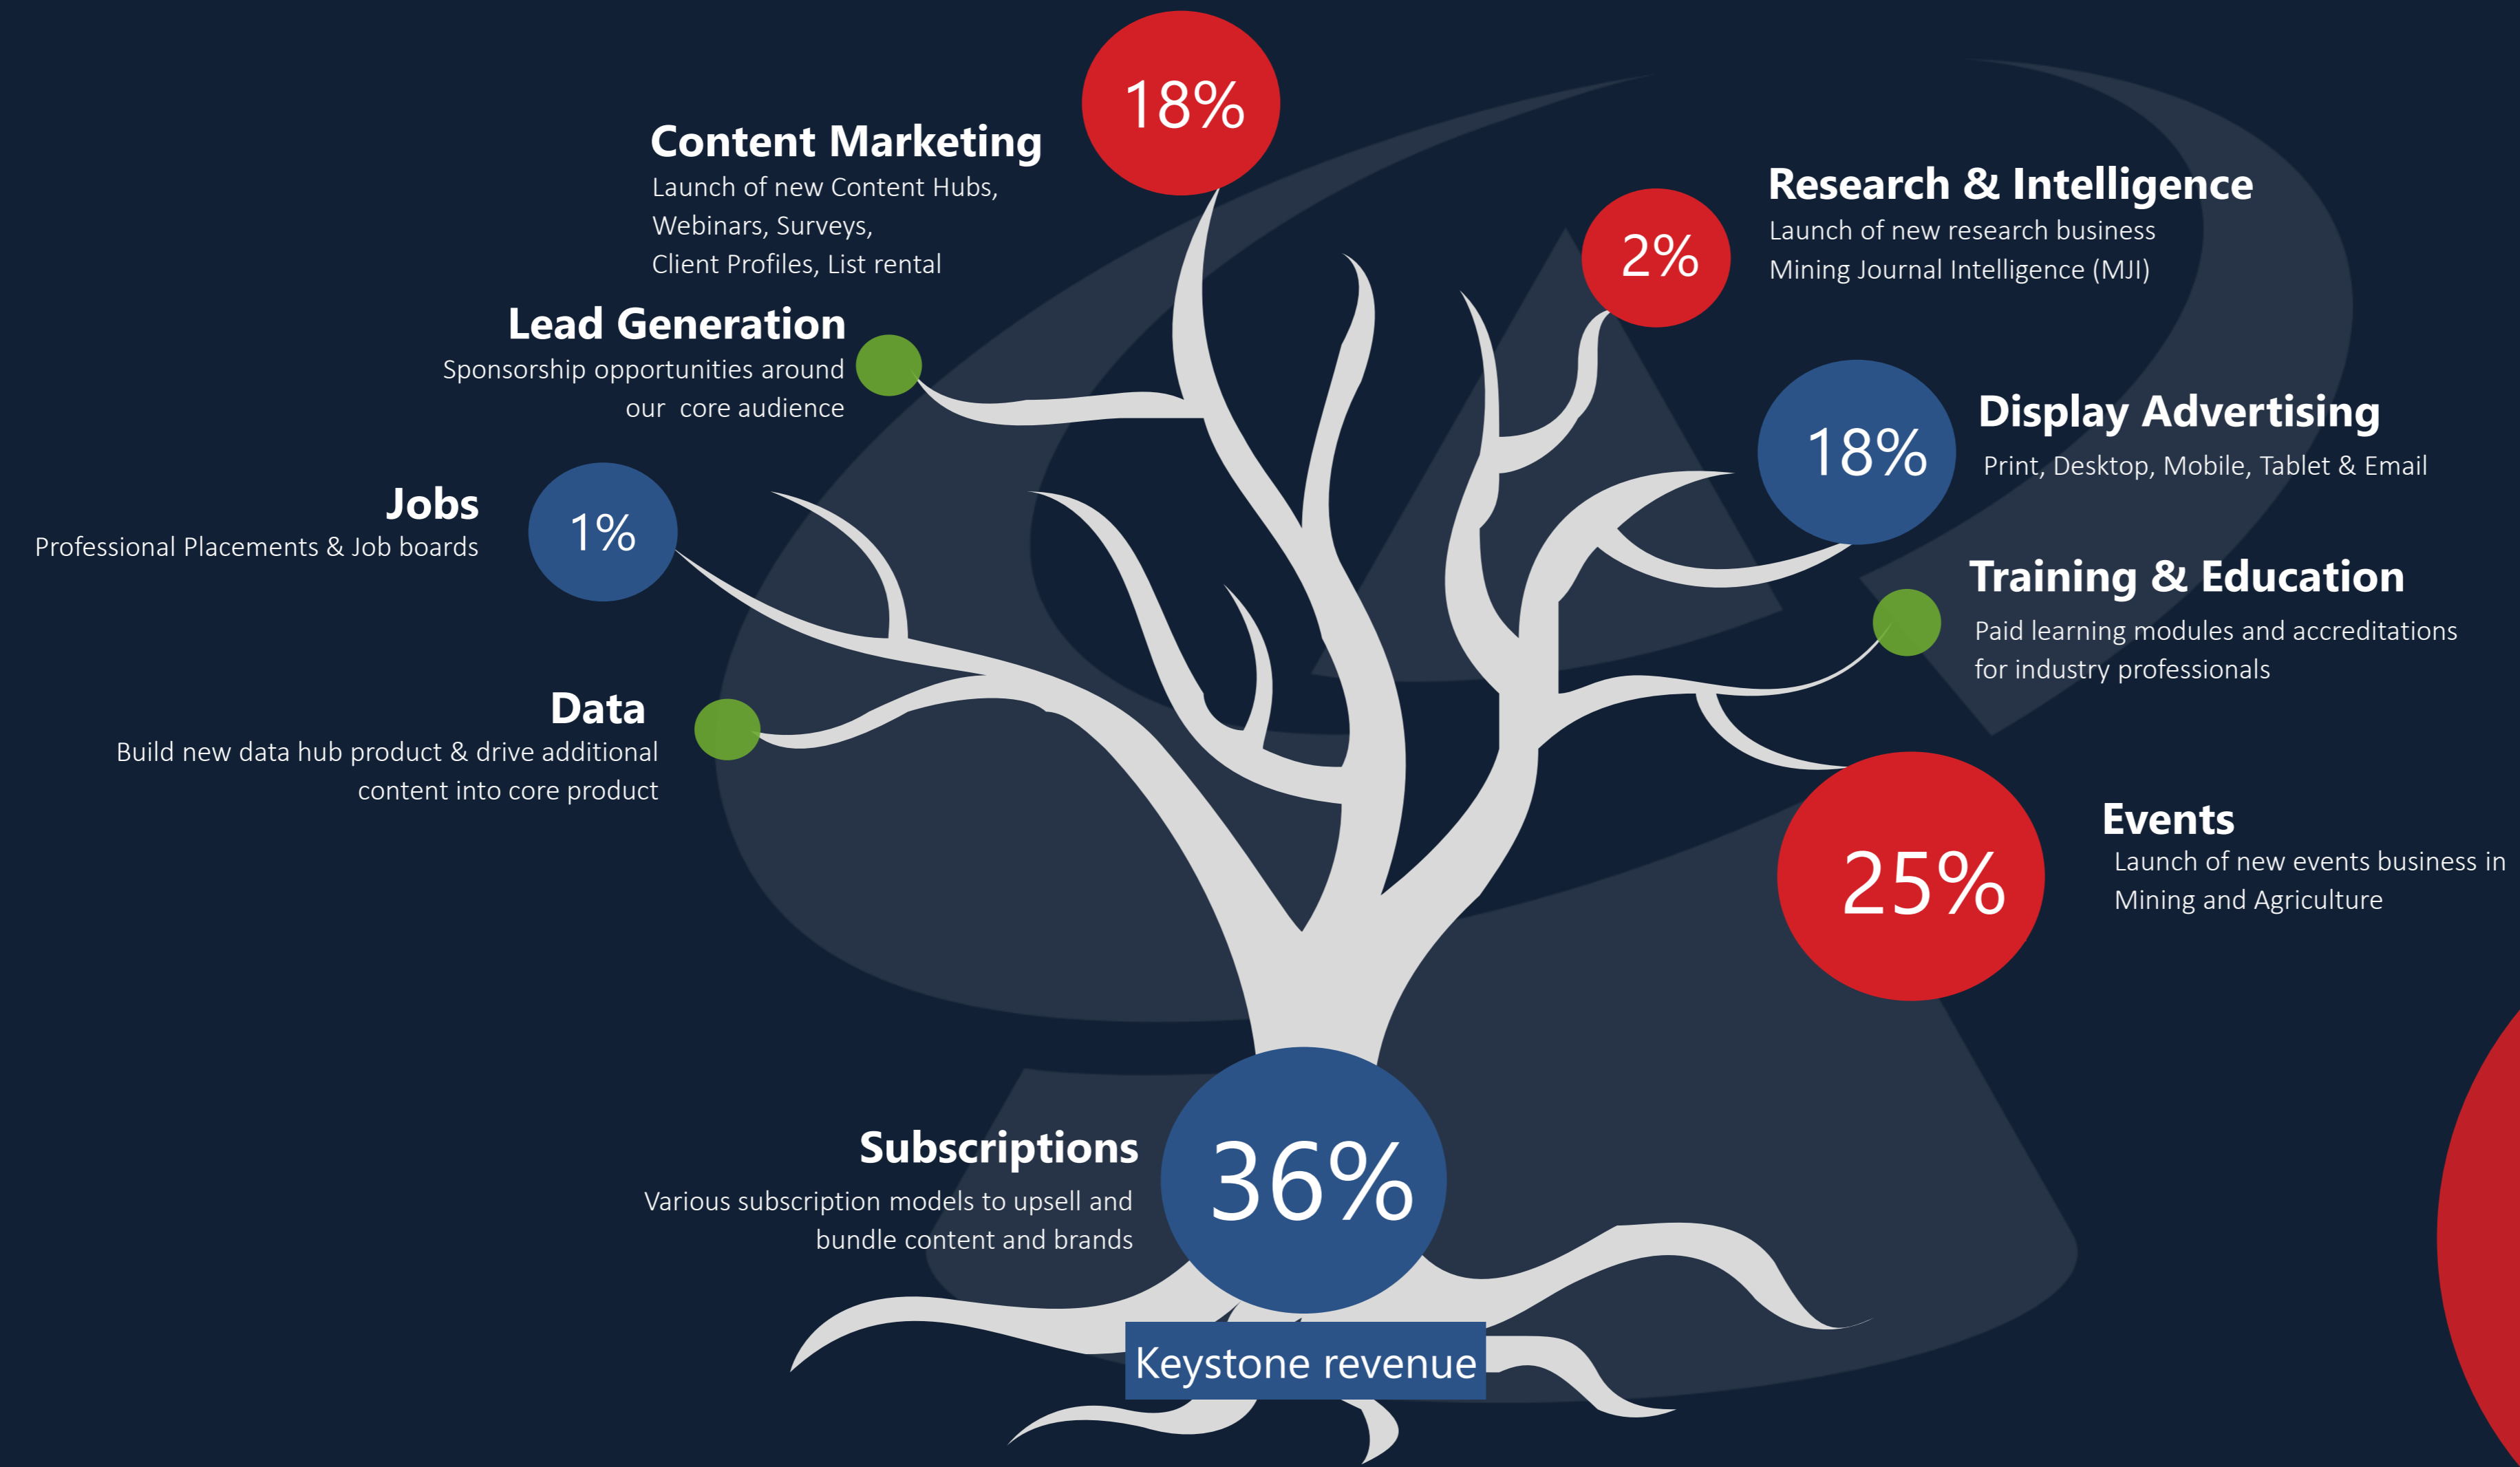 18%
Content Marketing
Launch of new Content Hubs,
Webinars, Surveys,
Client Profiles, List rental
2%
Research & Intelligence
Launch of new research business
Mining Journal Intelligence (MJI)
Lead Generation
Sponsorship opportunities around
our core audience
18%
Display Advertising
Print, Desktop, Mobile, Tablet & Email
Jobs
Professional Placements & Job boards
1%
Training & Education
Paid learning modules and accreditations
for industry professionals
Data
Build new data hub product & drive additional
content into core product
25%
Events
Launch of new events business in
Mining and Agriculture
Subscriptions
Various subscription models to upsell and
bundle content and brands
36%
Keystone revenue